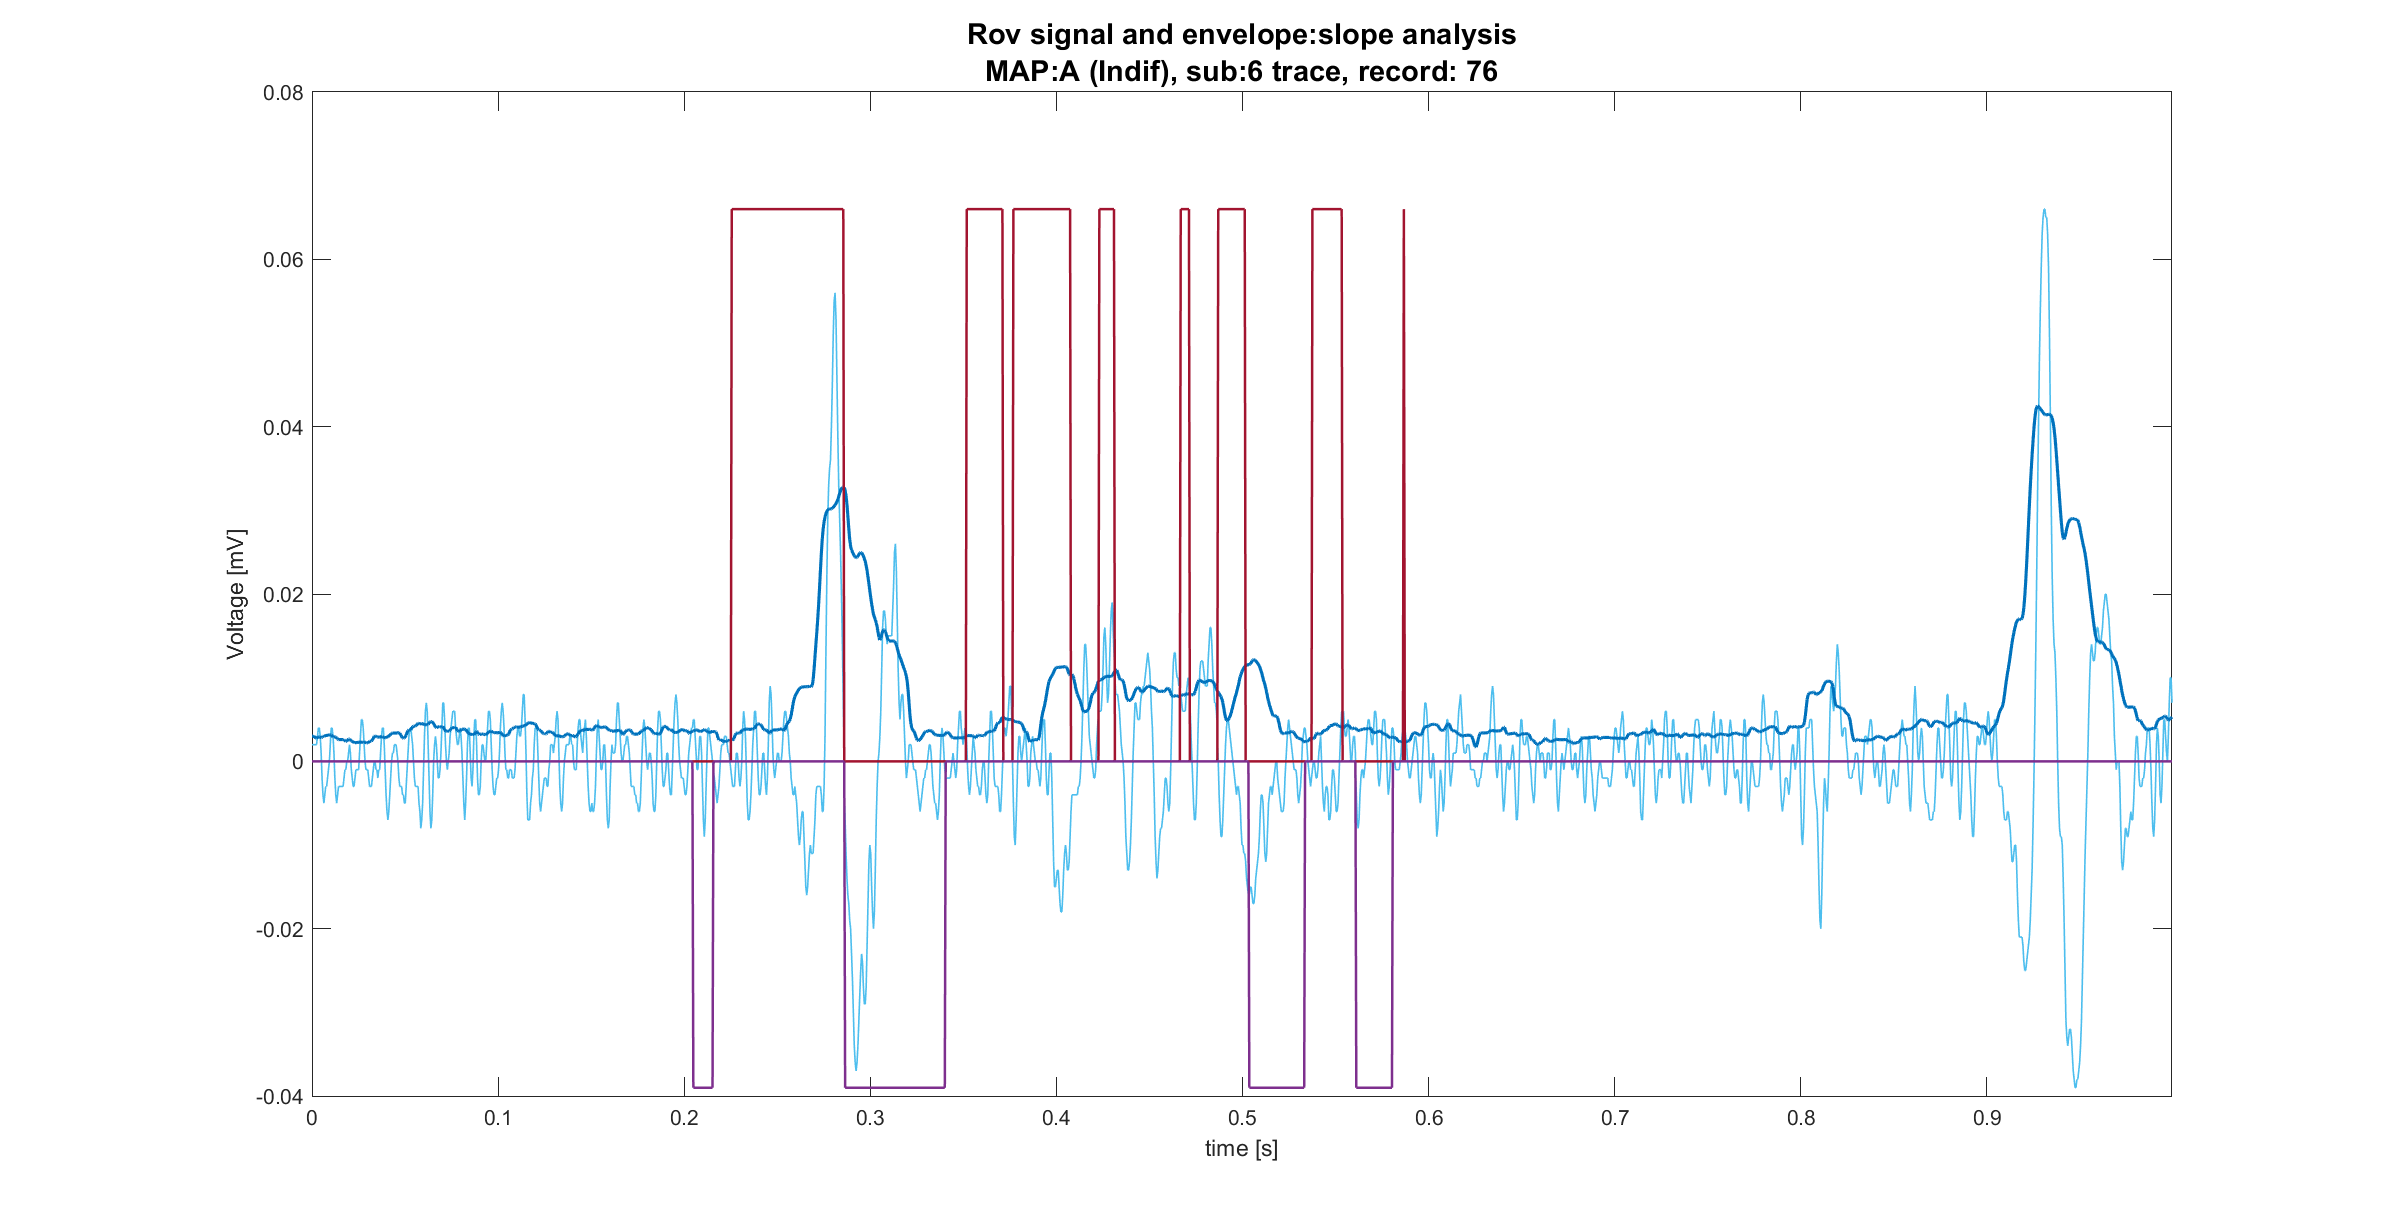 Rov signal and envelope:slope analysis
MAP:A (Indif), sub:6 trace, record: 76
0.08
0.06
0.04
0.02
0
-0.02
-0.04
Voltage [mV]
0 0.1 0.2 0.3 0.4 0.5 0.6 0.7 0.8 0.9
time [s]